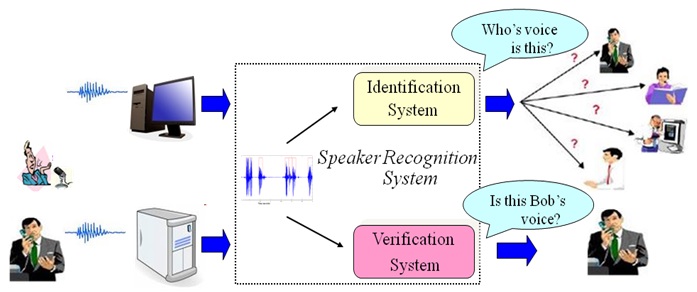 Who's voice
is this?
Identification
System
?
?
?
?
Speaker Recognition
System
Is this Bob's
voice?
Verification
System